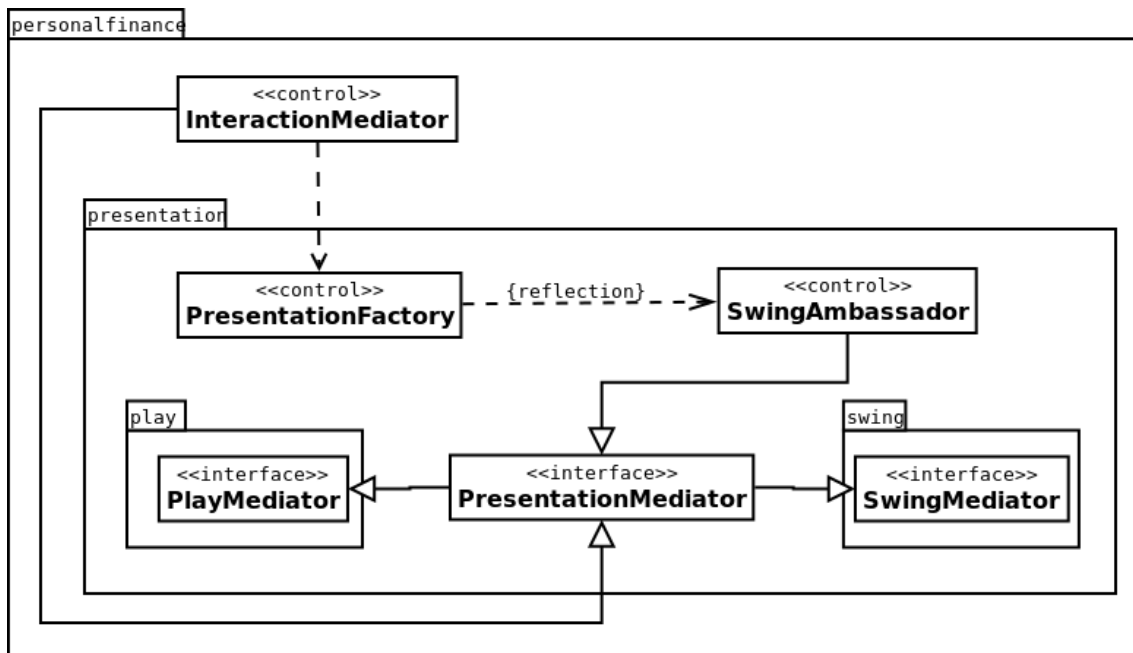 personalfinance
<<control>>
InteractionMediator
presentation
<<control>>
PresentationFactory
{reflection}
<<control>>
SwingAmbassador
play
<<interface>>
PlayMediator
<<interface>>
PresentationMediator
swing
<<interface>>
SwingMediator